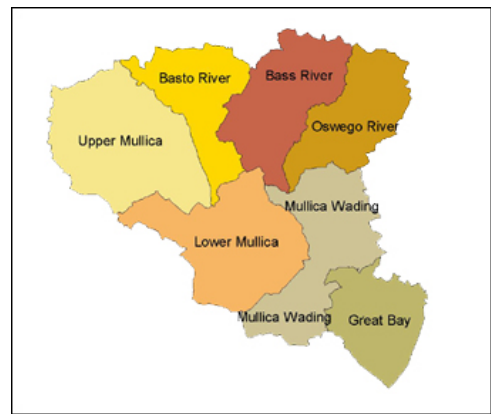 Basto River
Bass River
Oswego River
Upper Mullica
Mullica Wading
Lower Mullica
Mullica Wading
Great Bay